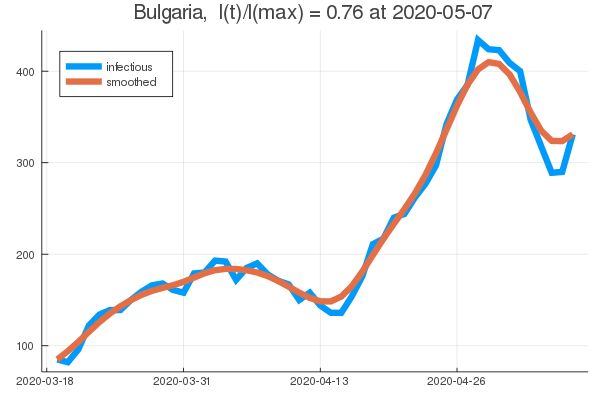 Bulgaria, I(t)/I(max) = 0.76 at 2020-05-07
infectious
smoothed
400
300
200
100
2020-03-18 2020-03-31 2020-04-13 2020-04-26